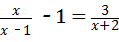 x/(x - 1) - 1 = 3/(x+2)